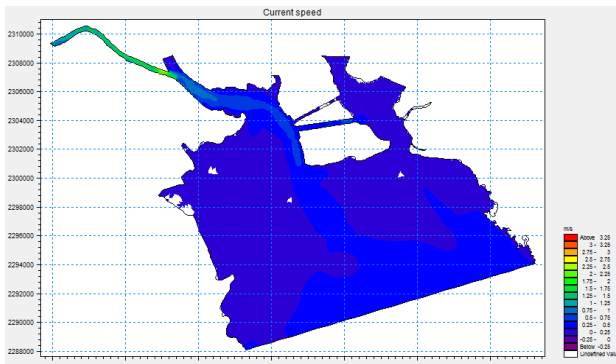 Current speed
2310000
2308000
2306000
2304000
2302000
2300000
2298000
2296000
2294000
2292000
2290000
2288000
m/s
Above 3.25
3 - 3.25
2.75 - 3
2.5 - 2.75
2.25 - 2.5
2 - 2.25
1.75 - 2
1.5 - 1.75
1.25 - 1.5
1 - 1.25
0.75 - 1
0.5 - 0.75
0.25 - 0.5
0 - 0.25
-0.25 - 0
Below -0.25
Undefined Val